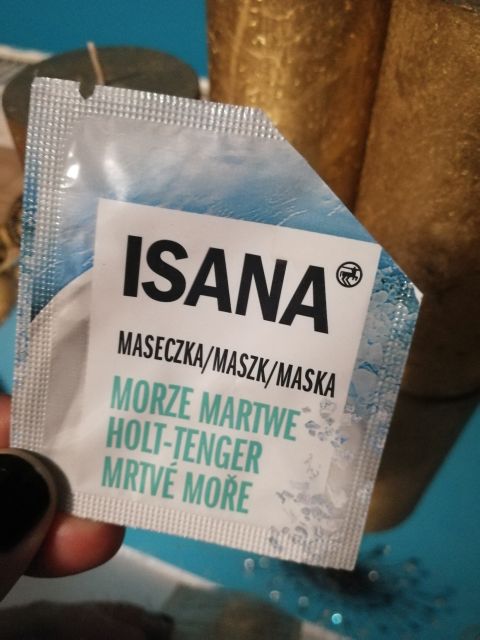 ISANA
MASECZKA/MASZK/MASKA
MORZE MARTWE
HOLT-TENGER
MRTVÉ MOŘE